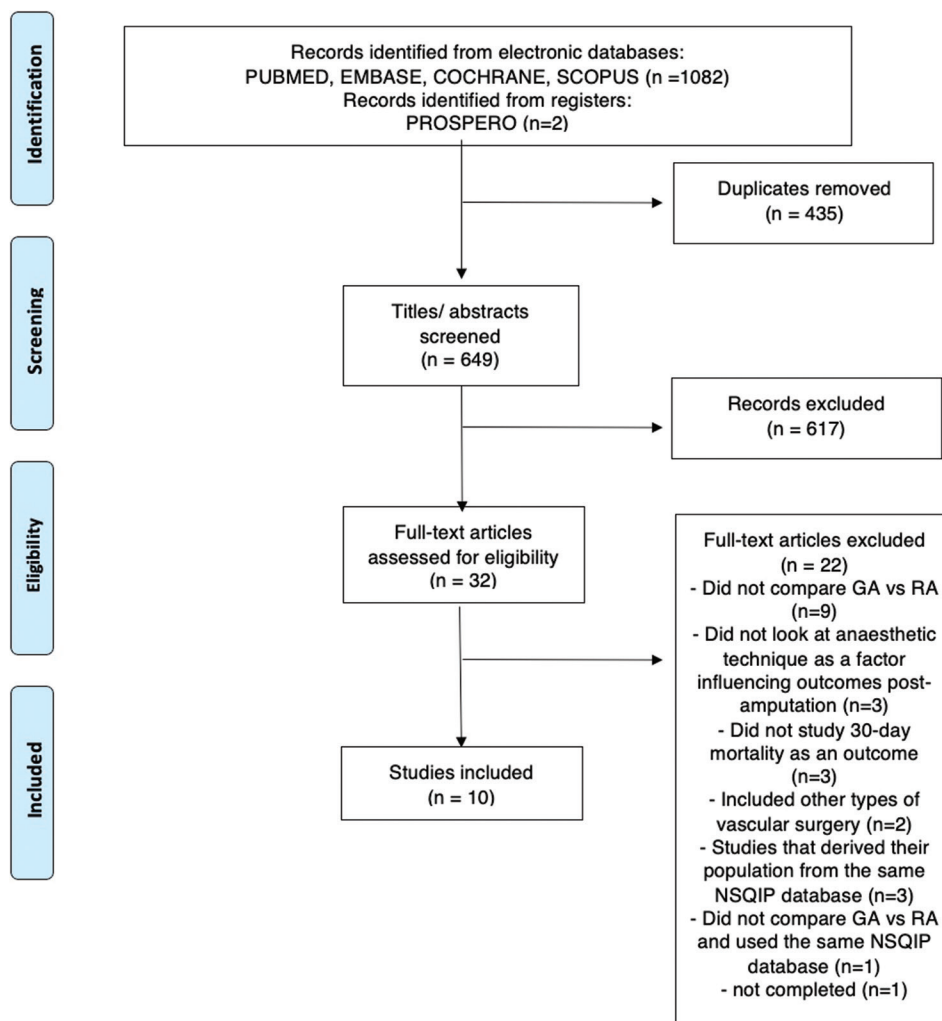 Identification
Records identified from electronic databases:
PUBMED, EMBASE, COCHRANE, SCOPUS (n =1082)
Records identified from registers:
PROSPERO (n=2)
Duplicates removed
(n = 435)
Screening
Titles/ abstracts
screened
(n = 649)
Records excluded
(n = 617)
Eligibility
Full-text articles
assessed for eligibility
(n = 32)
Full-text articles excluded
(n = 22)
- Did not compare GA vs RA
(n=9)
- Did not look at anaesthetic
technique as a factor
influencing outcomes post-
amputation (n=3)
- Did not study 30-day
mortality as an outcome
(n=3)
- Included other types of
vascular surgery (n=2)
- Studies that derived their
population from the same
NSQIP database (n=3)
- Did not compare GA vs RA
and used the same NSQIP
database (n=1)
- not completed (n=1)
Included
Studies included
(n = 10)